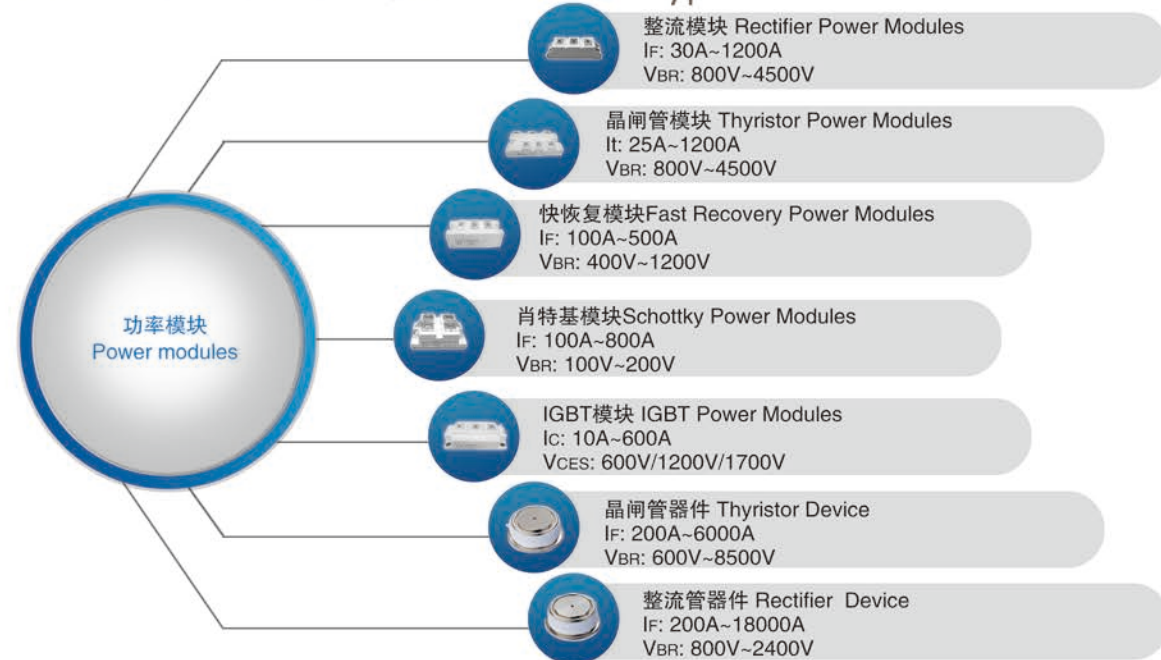 整流模块 Rectifier Power Modules
IF: 30A~1200A
VBR: 800V~4500V
晶闸管模块 Thyristor Power Modules
It: 25A~1200A
VBR: 800V~4500V
快恢复模块Fast Recovery Power Modules
IF: 100A~500A
VBR: 400V~1200V
功率模块
Power modules
肖特基模块Schottky Power Modules
IF: 100A~800A
VBR: 100V~200V
IGBT模块 IGBT Power Modules
IC: 10A~600A
VCES: 600V/1200V/1700V
晶闸管器件 Thyristor Device
IF: 200A~6000A
VBR: 600V~8500V
整流管器件 Rectifier Device
IF: 200A~18000A
VBR: 800V~2400V